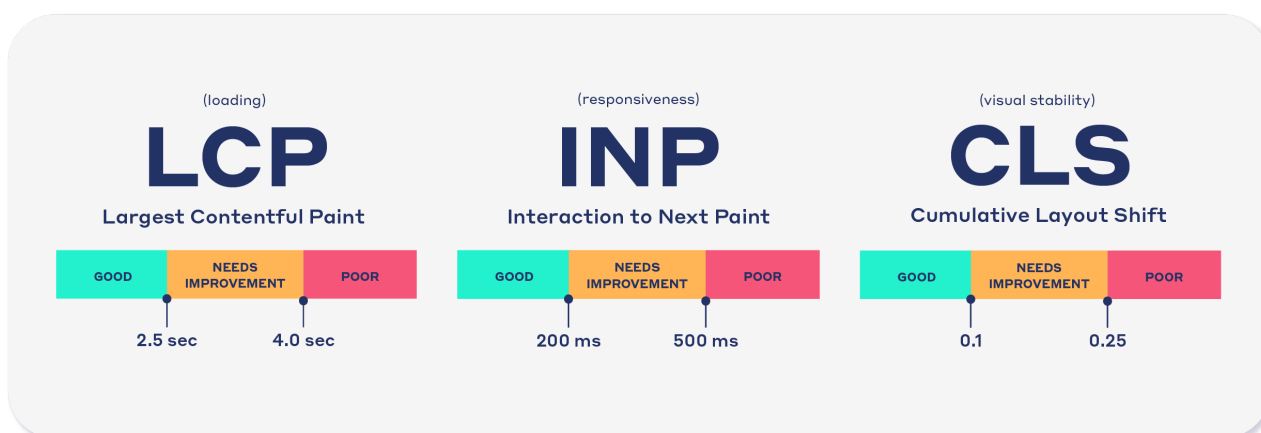 (loading)
LCP
Largest Contentful Paint
GOOD
NEEDS
IMPROVEMENT
POOR
2.5 sec
4.0 sec
(responsiveness)
INP
Interaction to Next Paint
GOOD
NEEDS
IMPROVEMENT
POOR
200 ms
500 ms
(visual stability)
CLS
Cumulative Layout Shift
GOOD
NEEDS
IMPROVEMENT
POOR
0.1
0.25